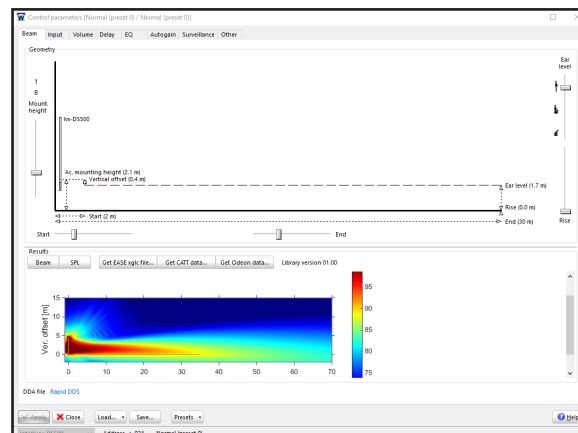 Control parameters [Normal (preset 0) / Normal (preset 0)]
Beam Input Volume Delay EQ Autogain Surveillance Other
Geometry
Ear level
T
B
Mount. height
Ivx-DS500
Ac. mounting height (2.1 m)
Vertical offset (0.4 m)
Ear level (1.7 m)
Rise (0.0 m)
Start (2 m)
End (30 m)
Rise
Start End
Results
Beam SPL Get EASE xglc file... Get CATT data... Get Odeon data... Library version 01.00
Ver. offset [m]
15
10
5
0
0 10 20 30 40 50 60 70
95
90
85
80
75
DDA file Rapid DDS
Apply Close Load... Save... Presets Help